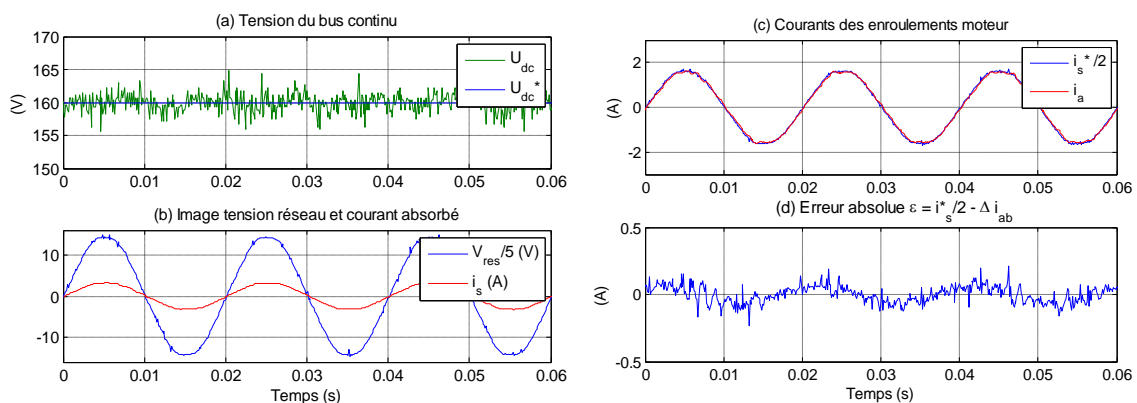 (a) Tension du bus continu
170
165
160
155
150
(V)
U_dc
U_dc*
0 0.01 0.02 0.03 0.04 0.05 0.06
(b) Image tension réseau et courant absorbé
10
0
-10
V_res/5 (V)
i_s (A)
0 0.01 0.02 0.03 0.04 0.05 0.06
Temps (s)
(c) Courants des enroulements moteur
2
0
-2
(A)
i_s*/2
i_a
0 0.01 0.02 0.03 0.04 0.05 0.06
(d) Erreur absolue ε = i*_s/2 - Δ i_ab
0.5
0
-0.5
(A)
0 0.01 0.02 0.03 0.04 0.05 0.06
Temps (s)